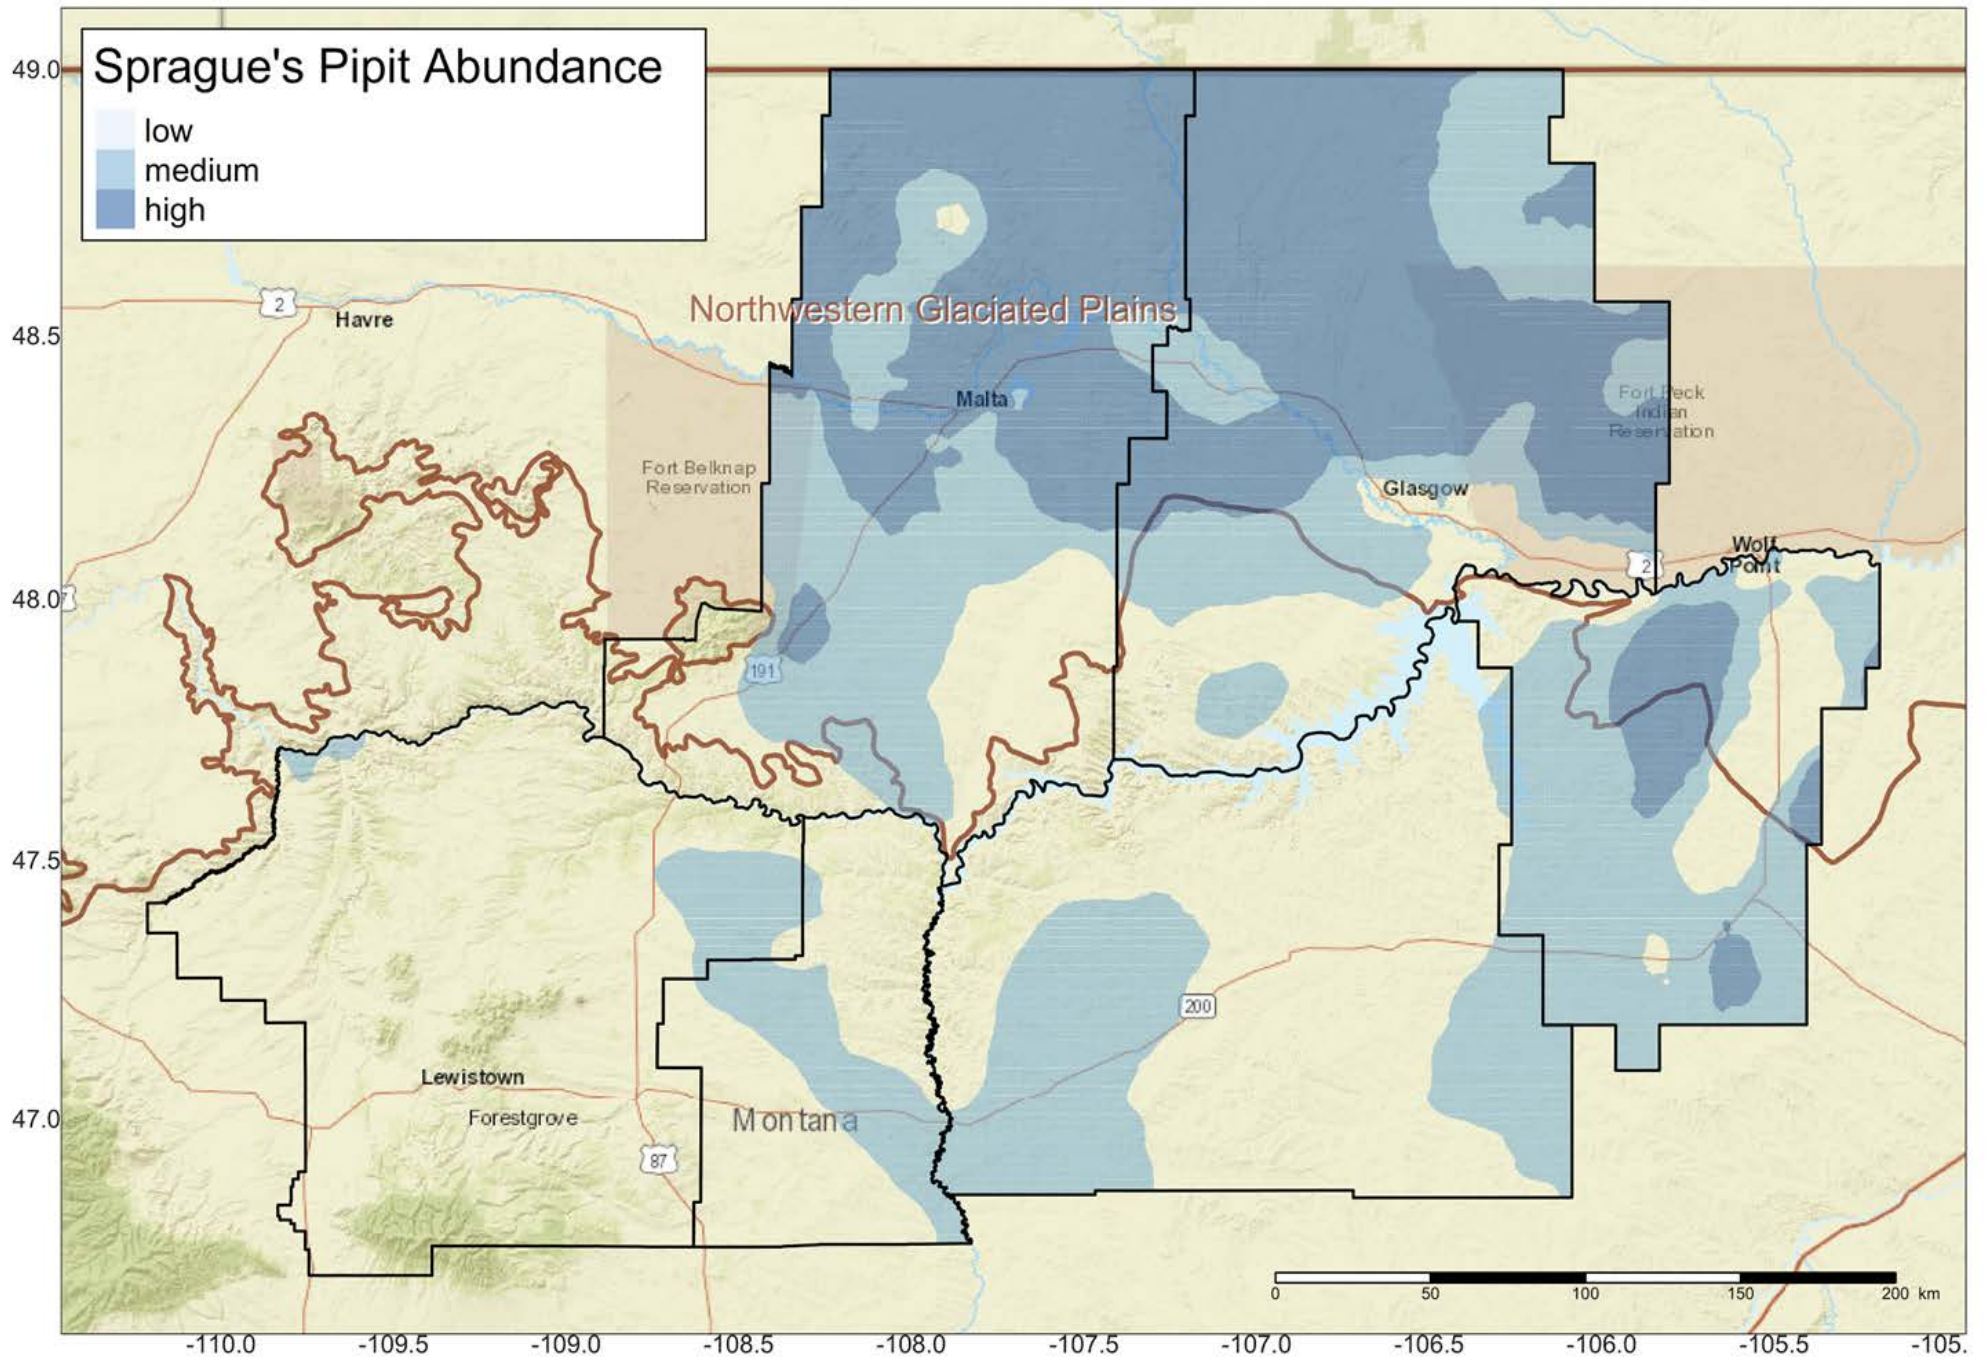 Sprague's Pipit Abundance
low
medium
high
49.0
48.5
48.0
47.5
47.0
2
Havre
Northwestern Glaciated Plains
Malta
Fort Belknap
Reservation
Fort Peck
Indian
Reservation
Glasgow
2
Wolf
Point
191
200
Lewistown
Forestgrove
Montana
87
0
50
100
150
200 km
-110.0
-109.5
-109.0
-108.5
-108.0
-107.5
-107.0
-106.5
-106.0
-105.5
-105.